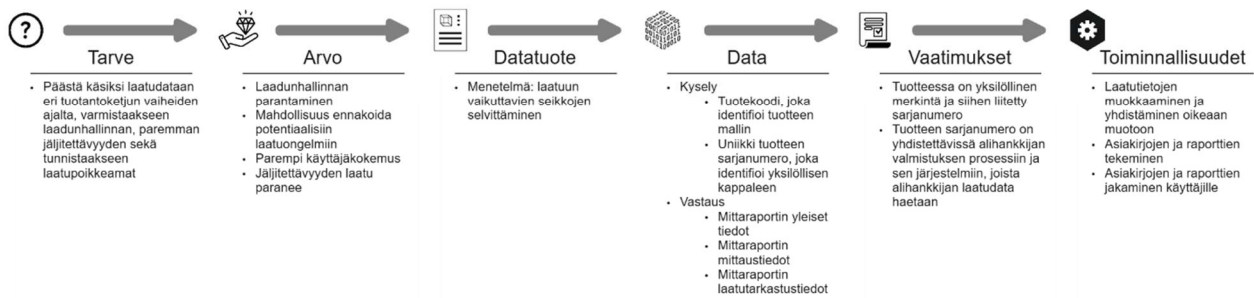 ?
Tarve
• Päästä käsiksi laatudataan
eri tuotantoketjun vaiheiden
ajalta, varmistaakseen
laadunhallinnan, paremman
jäljitettävyyden sekä
tunnistaakseen
laatupoikkeamat
Arvo
• Laadunhallinnan
parantaminen
• Mahdollisuus ennakoida
potentiaalisiin
laatuongelmiin
• Parempi käyttäjäkokemus
• Jäljitettävyyden laatu
paranee
Datatuote
• Menetelmä: laatuun
vaikuttavien seikkojen
selvittäminen
Data
• Kysely
• Tuotekoodi, joka
identifioi tuotteen
mallin
• Uniikki tuotteen
sarjanumero, joka
identifioi yksilöllisen
kappaleen
• Vastaus
• Mittaraportin yleiset
tiedot
• Mittaraportin
mittaustiedot
• Mittaraportin
laatutarkastustiedot
Vaatimukset
• Tuotteessa on yksilöllinen
merkintä ja siihen liitetty
sarjanumero
• Tuotteen sarjanumero on
yhdistettävissä alihankkijan
valmistuksen prosessiin ja
sen järjestelmiin, joista
alihankkijan laatudata
haetaan
Toiminnallisuudet
• Laatutietojen
muokkaaminen ja
yhdistäminen oikeaan
muotoon
• Asiakirjojen ja raporttien
tekeminen
• Asiakirjojen ja raporttien
jakaminen käyttäjille